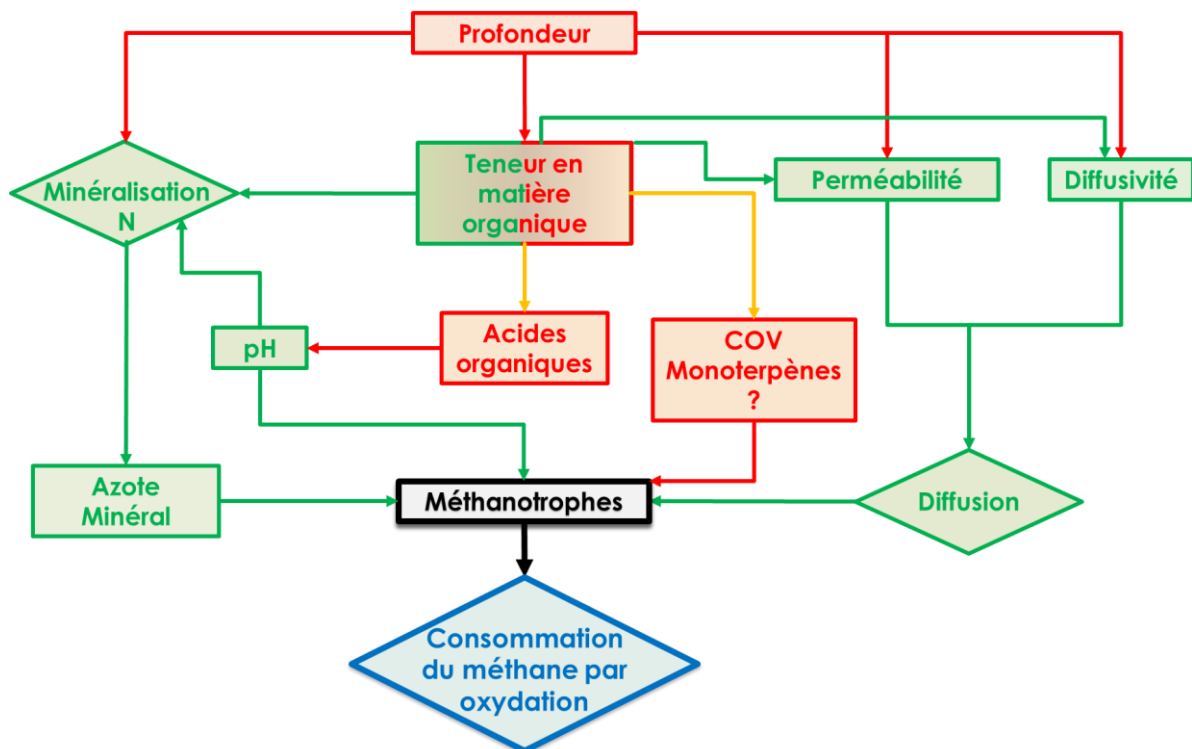 Profondeur
Teneur en
matière
organique
Minéralisation
N
Perméabilité
Diffusivité
Acides
organiques
pH
COV
Monoterpènes
?
Azote
Minéral
Méthanotrophes
Diffusion
Consommation
du méthane par
oxydation